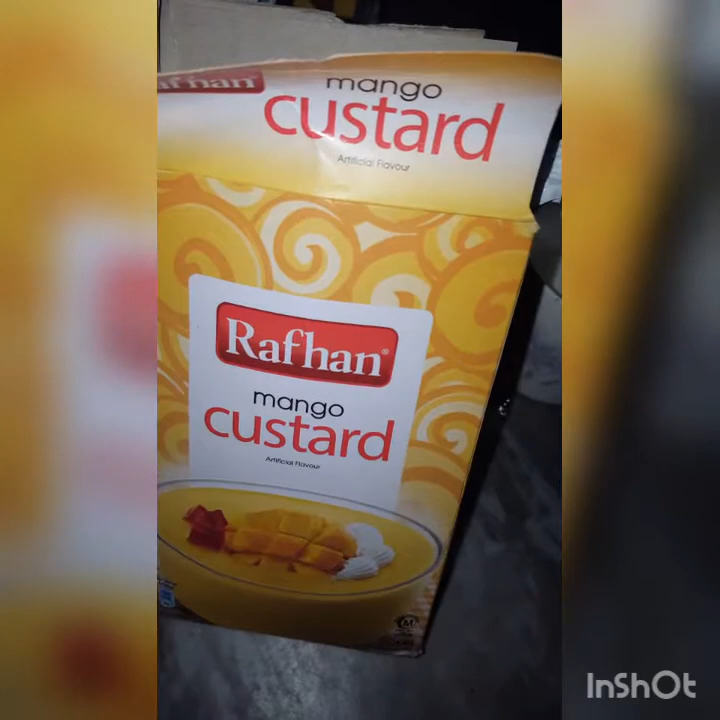 Rafhan
mango
custard
Artificial Flavour
Rafhan®
mango
custard
Artificial Flavour
InShOt